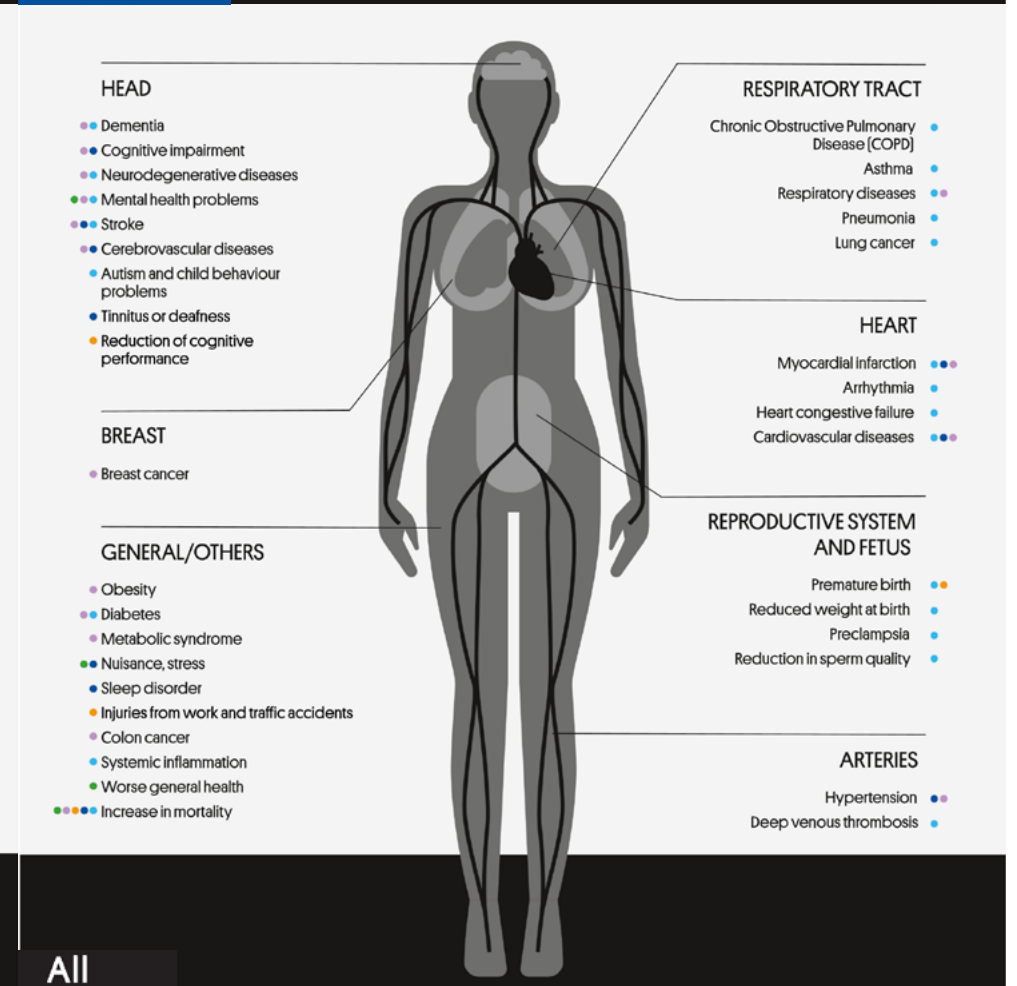 HEAD
Dementia
Cognitive impairment
Neurodegenerative diseases
Mental health problems
Stroke
Cerebrovascular diseases
Autism and child behaviour
problems
Tinnitus or deafness
Reduction of cognitive
performance
BREAST
Breast cancer
GENERAL/OTHERS
Obesity
Diabetes
Metabolic syndrome
Nuisance, stress
Sleep disorder
Injuries from work and traffic accidents
Colon cancer
Systemic inflammation
Worse general health
Increase in mortality
RESPIRATORY TRACT
Chronic Obstructive Pulmonary
Disease (COPD)
Asthma
Respiratory diseases
Pneumonia
Lung cancer
HEART
Myocardial infarction
Arrhythmia
Heart congestive failure
Cardiovascular diseases
REPRODUCTIVE SYSTEM
AND FETUS
Premature birth
Reduced weight at birth
Preclampsia
Reduction in sperm quality
ARTERIES
Hypertension
Deep venous thrombosis
All